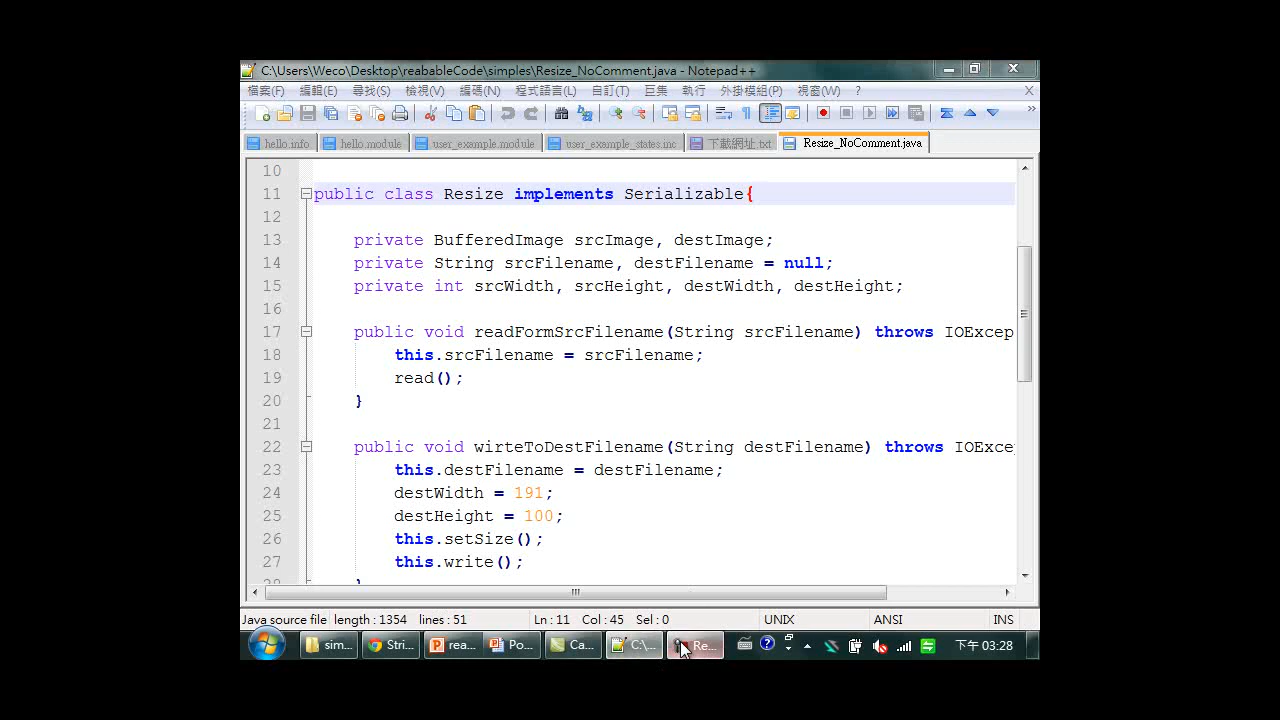 C:\Users\Weco\Desktop\reabableCode\simples\Resize_NoComment.java - Notepad++
檔案(F) 編輯(E) 尋找(S) 檢視(V) 編碼(N) 程式語言(L) 自訂(T) 巨集 執行 外掛模組(P) 視窗(W) ? X
hello.info hello.module user_example.module user_example_states.inc 下載網址.txt Resize_NoComment.java
10
11 public class Resize implements Serializable{
12
13 private BufferedImage srcImage, destImage;
14 private String srcFilename, destFilename = null;
15 private int srcWidth, srcHeight, destWidth, destHeight;
16
17 public void readFormSrcFilename(String srcFilename) throws IOExcep
18 this.srcFilename = srcFilename;
19 read();
20 }
21
22 public void wirteToDestFilename(String destFilename) throws IOExce
23 this.destFilename = destFilename;
24 destWidth = 191;
25 destHeight = 100;
26 this.setSize();
27 this.write();
28 }
Java source file length : 1354 lines : 51 Ln : 11 Col : 45 Sel : 0 UNIX ANSI INS
sim... Stri... rea... Po... Ca... C:\... Re... 下午 03:28